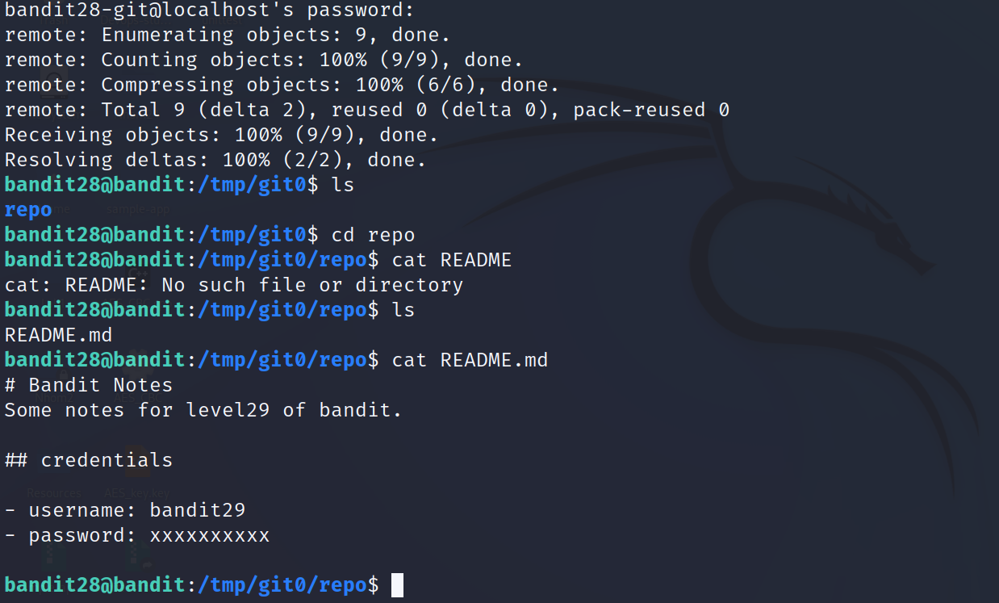 bandit28-git@localhost's password:
remote: Enumerating objects: 9, done.
remote: Counting objects: 100% (9/9), done.
remote: Compressing objects: 100% (6/6), done.
remote: Total 9 (delta 2), reused 0 (delta 0), pack-reused 0
Receiving objects: 100% (9/9), done.
Resolving deltas: 100% (2/2), done.
bandit28@bandit:/tmp/git0$ ls
repo
bandit28@bandit:/tmp/git0$ cd repo
bandit28@bandit:/tmp/git0/repo$ cat README
cat: README: No such file or directory
bandit28@bandit:/tmp/git0/repo$ ls
README.md
bandit28@bandit:/tmp/git0/repo$ cat README.md
# Bandit Notes
Some notes for level29 of bandit.

## credentials

- username: bandit29
- password: xxxxxxxxxx

bandit28@bandit:/tmp/git0/repo$